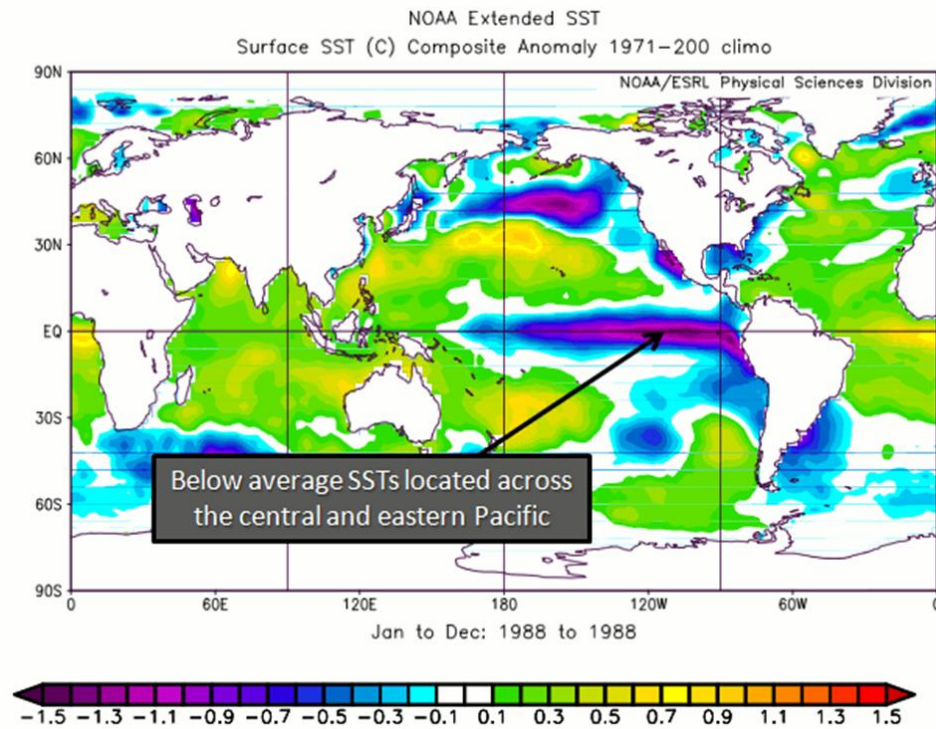 NOAA Extended SST
Surface SST (C) Composite Anomaly 1971-200 climo
NOAA/ESRL Physical Sciences Division
90N
60N
30N
EQ
30S
60S
90S
Below average SSTs located across
the central and eastern Pacific
0 60E 120E 180 120W 60W 0
Jan to Dec: 1988 to 1988
-1.5 -1.3 -1.1 -0.9 -0.7 -0.5 -0.3 -0.1 0.1 0.3 0.5 0.7 0.9 1.1 1.3 1.5